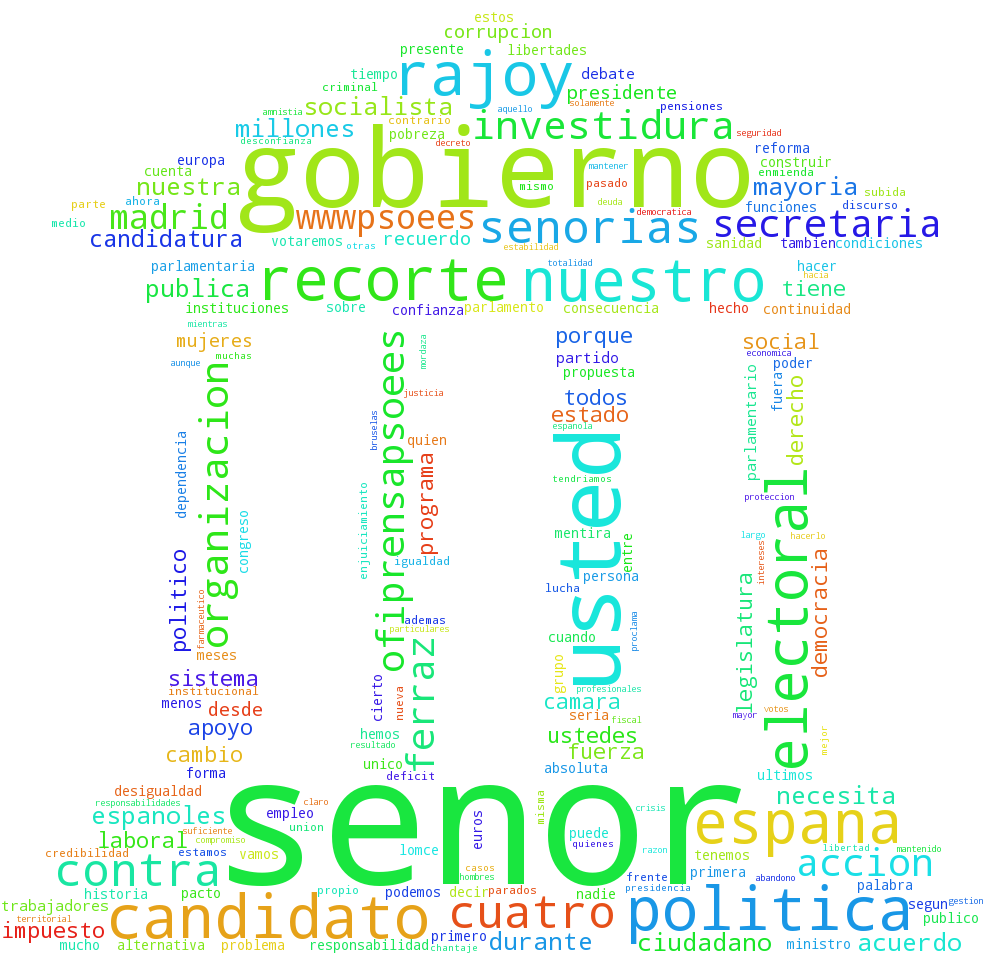 estos
corrupcion
presente libertades
rajoy
tiempo debate
criminal presidente
socialista solamente pensiones
amnistia aquello
millones contrario investidura seguridad
desconfianza pobreza decreto reforma
europa gobierno construir
cuenta mantener enmienda
nuestra mismo pasado mayoria subida
parte ahora deuda funciones discurso
medio madrid wwwpsoees democratica secretaria
candidatura votaremos otras recuerdo senorias estabilidad sanidad tambien condiciones
parlamentaria recorte totalidad nuestro hacer
publica hacia tiene
instituciones sobre confianza parlamento consecuencia hecho continuidad
mientras
mujeres mordaza porque social
muchas partido economica
aunque propuesta poder
organizacion ofiprensapsoees justicia todos parlamentario fuera derecho
bruselas estado
dependencia quien espanola
programa usted electoral
tendriamos
proteccion
congreso enjuiciamiento mentira largo hacerlo
politico igualdad entre intereses
persona legislatura democracia
farmaceutico lucha
ademas proclama
particulares
meses ferraz cuando
sistema cierto grupo
institucional nueva profesionales
menos desde camara mayor votos
apoyo seria fiscal
hemos ustedes mejor
cambio resultado fuerza
forma unico deficit absoluta ultimos
desigualdad senor necesita
responsabilidades claro misma crisis
espanoles empleo euros espana
suficiente union puede
laboral compromiso quienes razon libertad mantenido
credibilidad estamos vamos lomce tenemos
contra casos frente primera abandono accion
hombres
historia pacto propio podemos decir parados nadie presidencia palabra
trabajadores candidato cuatro politica segun gestion
territorial publico
impuesto primero
mucho alternativa problema responsabilidad chantaje durante ciudadano ministro acuerdo